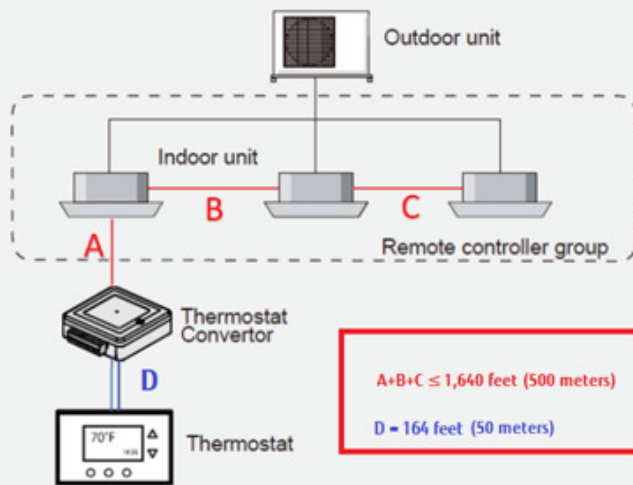 Outdoor unit
Indoor unit
B
C
A
Remote controller group
Thermostat
Convertor
D
A+B+C ≤ 1,640 feet (500 meters)
D = 164 feet (50 meters)
70°F
Thermostat